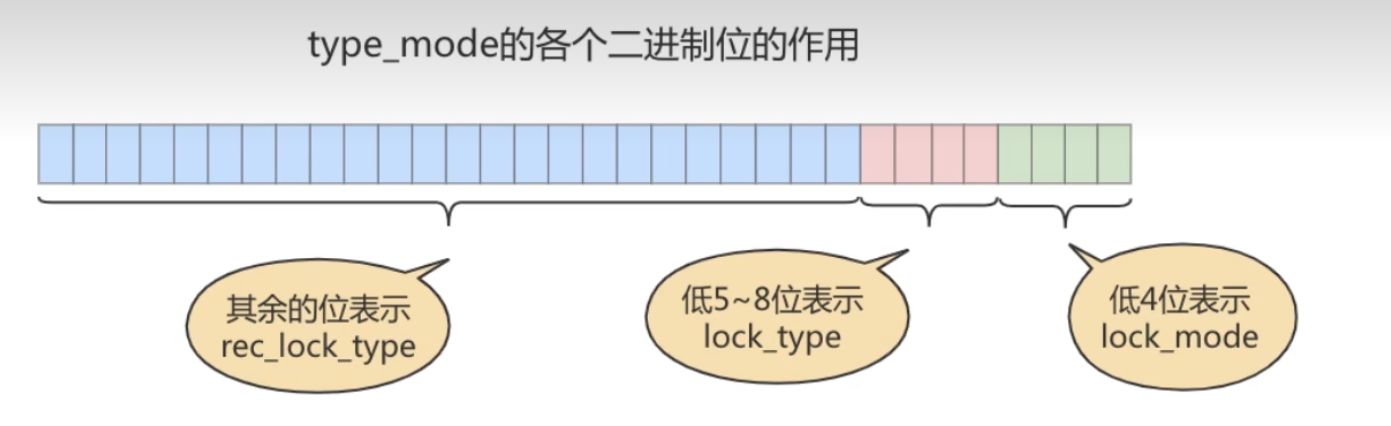 type_mode的各个二进制位的作用
其余的位表示
rec_lock_type
低5~8位表示
lock_type
低4位表示
lock_mode